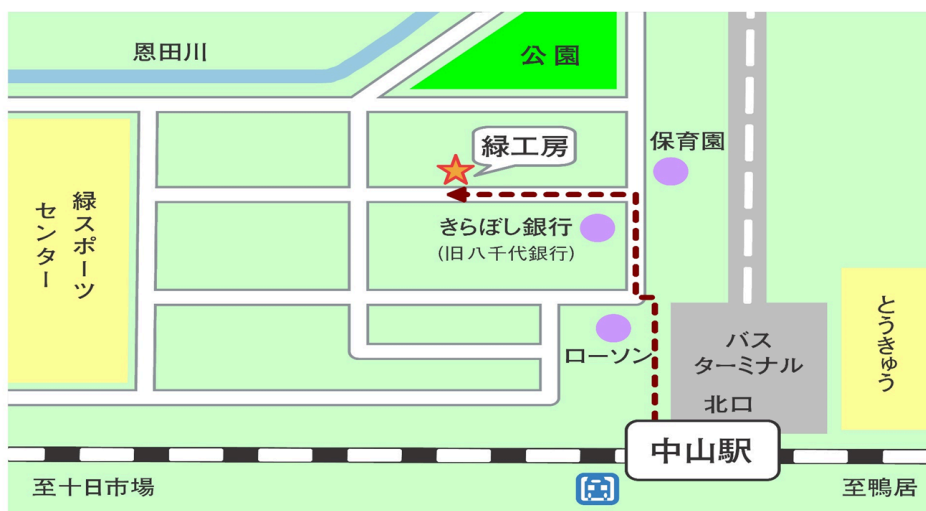 恩田川
公園
緑工房
保育園
緑スポーツ
センター
きらぼし銀行
(旧八千代銀行)
ローソン
バス
ターミナル
北口
とうきゅう
中山駅
至十日市場
至鴨居